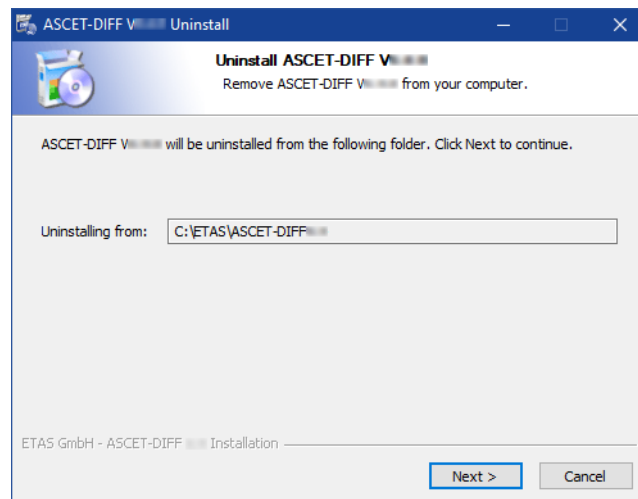 ASCET-DIFF V Uninstall
Uninstall ASCET-DIFF V
Remove ASCET-DIFF V from your computer.
ASCET-DIFF V will be uninstalled from the following folder. Click Next to continue.
Uninstalling from: C:\ETAS\ASCET-DIFF
ETAS GmbH - ASCET-DIFF Installation
Next > Cancel